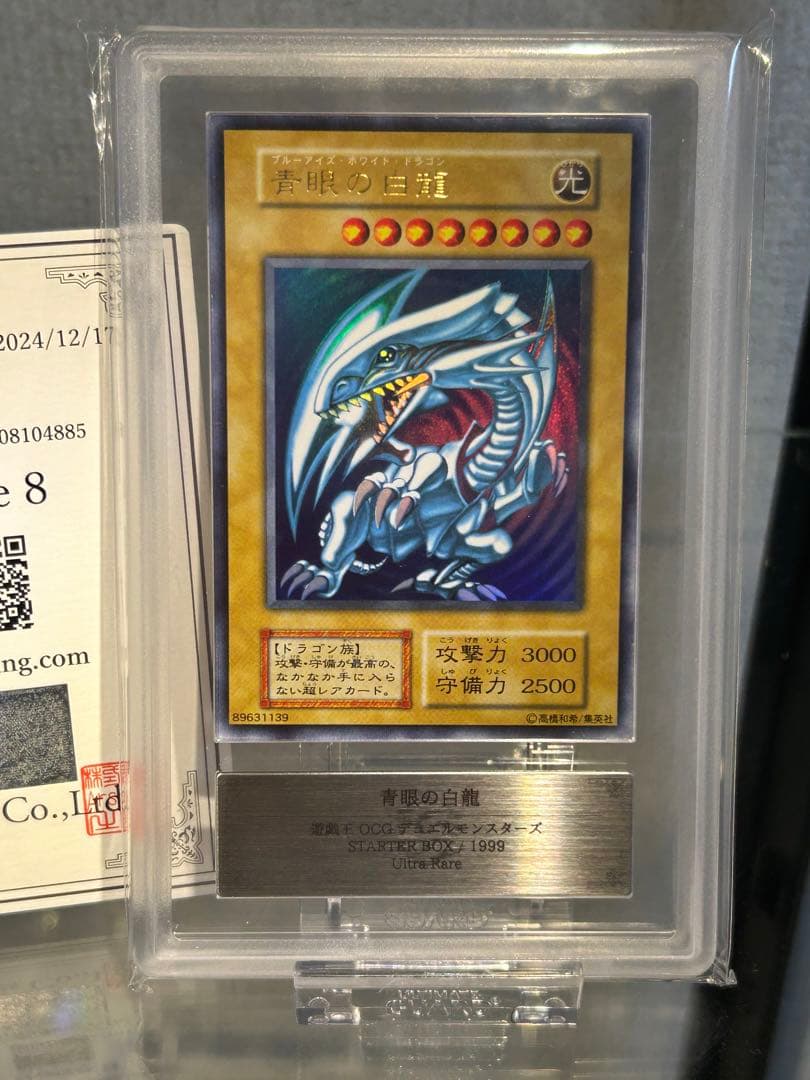 ブルーアイズ・ホワイト・ドラゴン
青眼の白龍
光
【ドラゴン族】
攻撃・守備が最高の、
なかなか手に入ら
ない超レアカード。
こう げき りょく
攻撃力 3000
しゅ び りょく
守備力 2500
89631139
©高橋和希/集英社
青眼の白龍
遊戯王 OCG デュエルモンスターズ
STARTER BOX / 1999
Ultra Rare
2024/12/17
08104885
e 8
ng.com
Co.,Ltd.
ULTIMATE